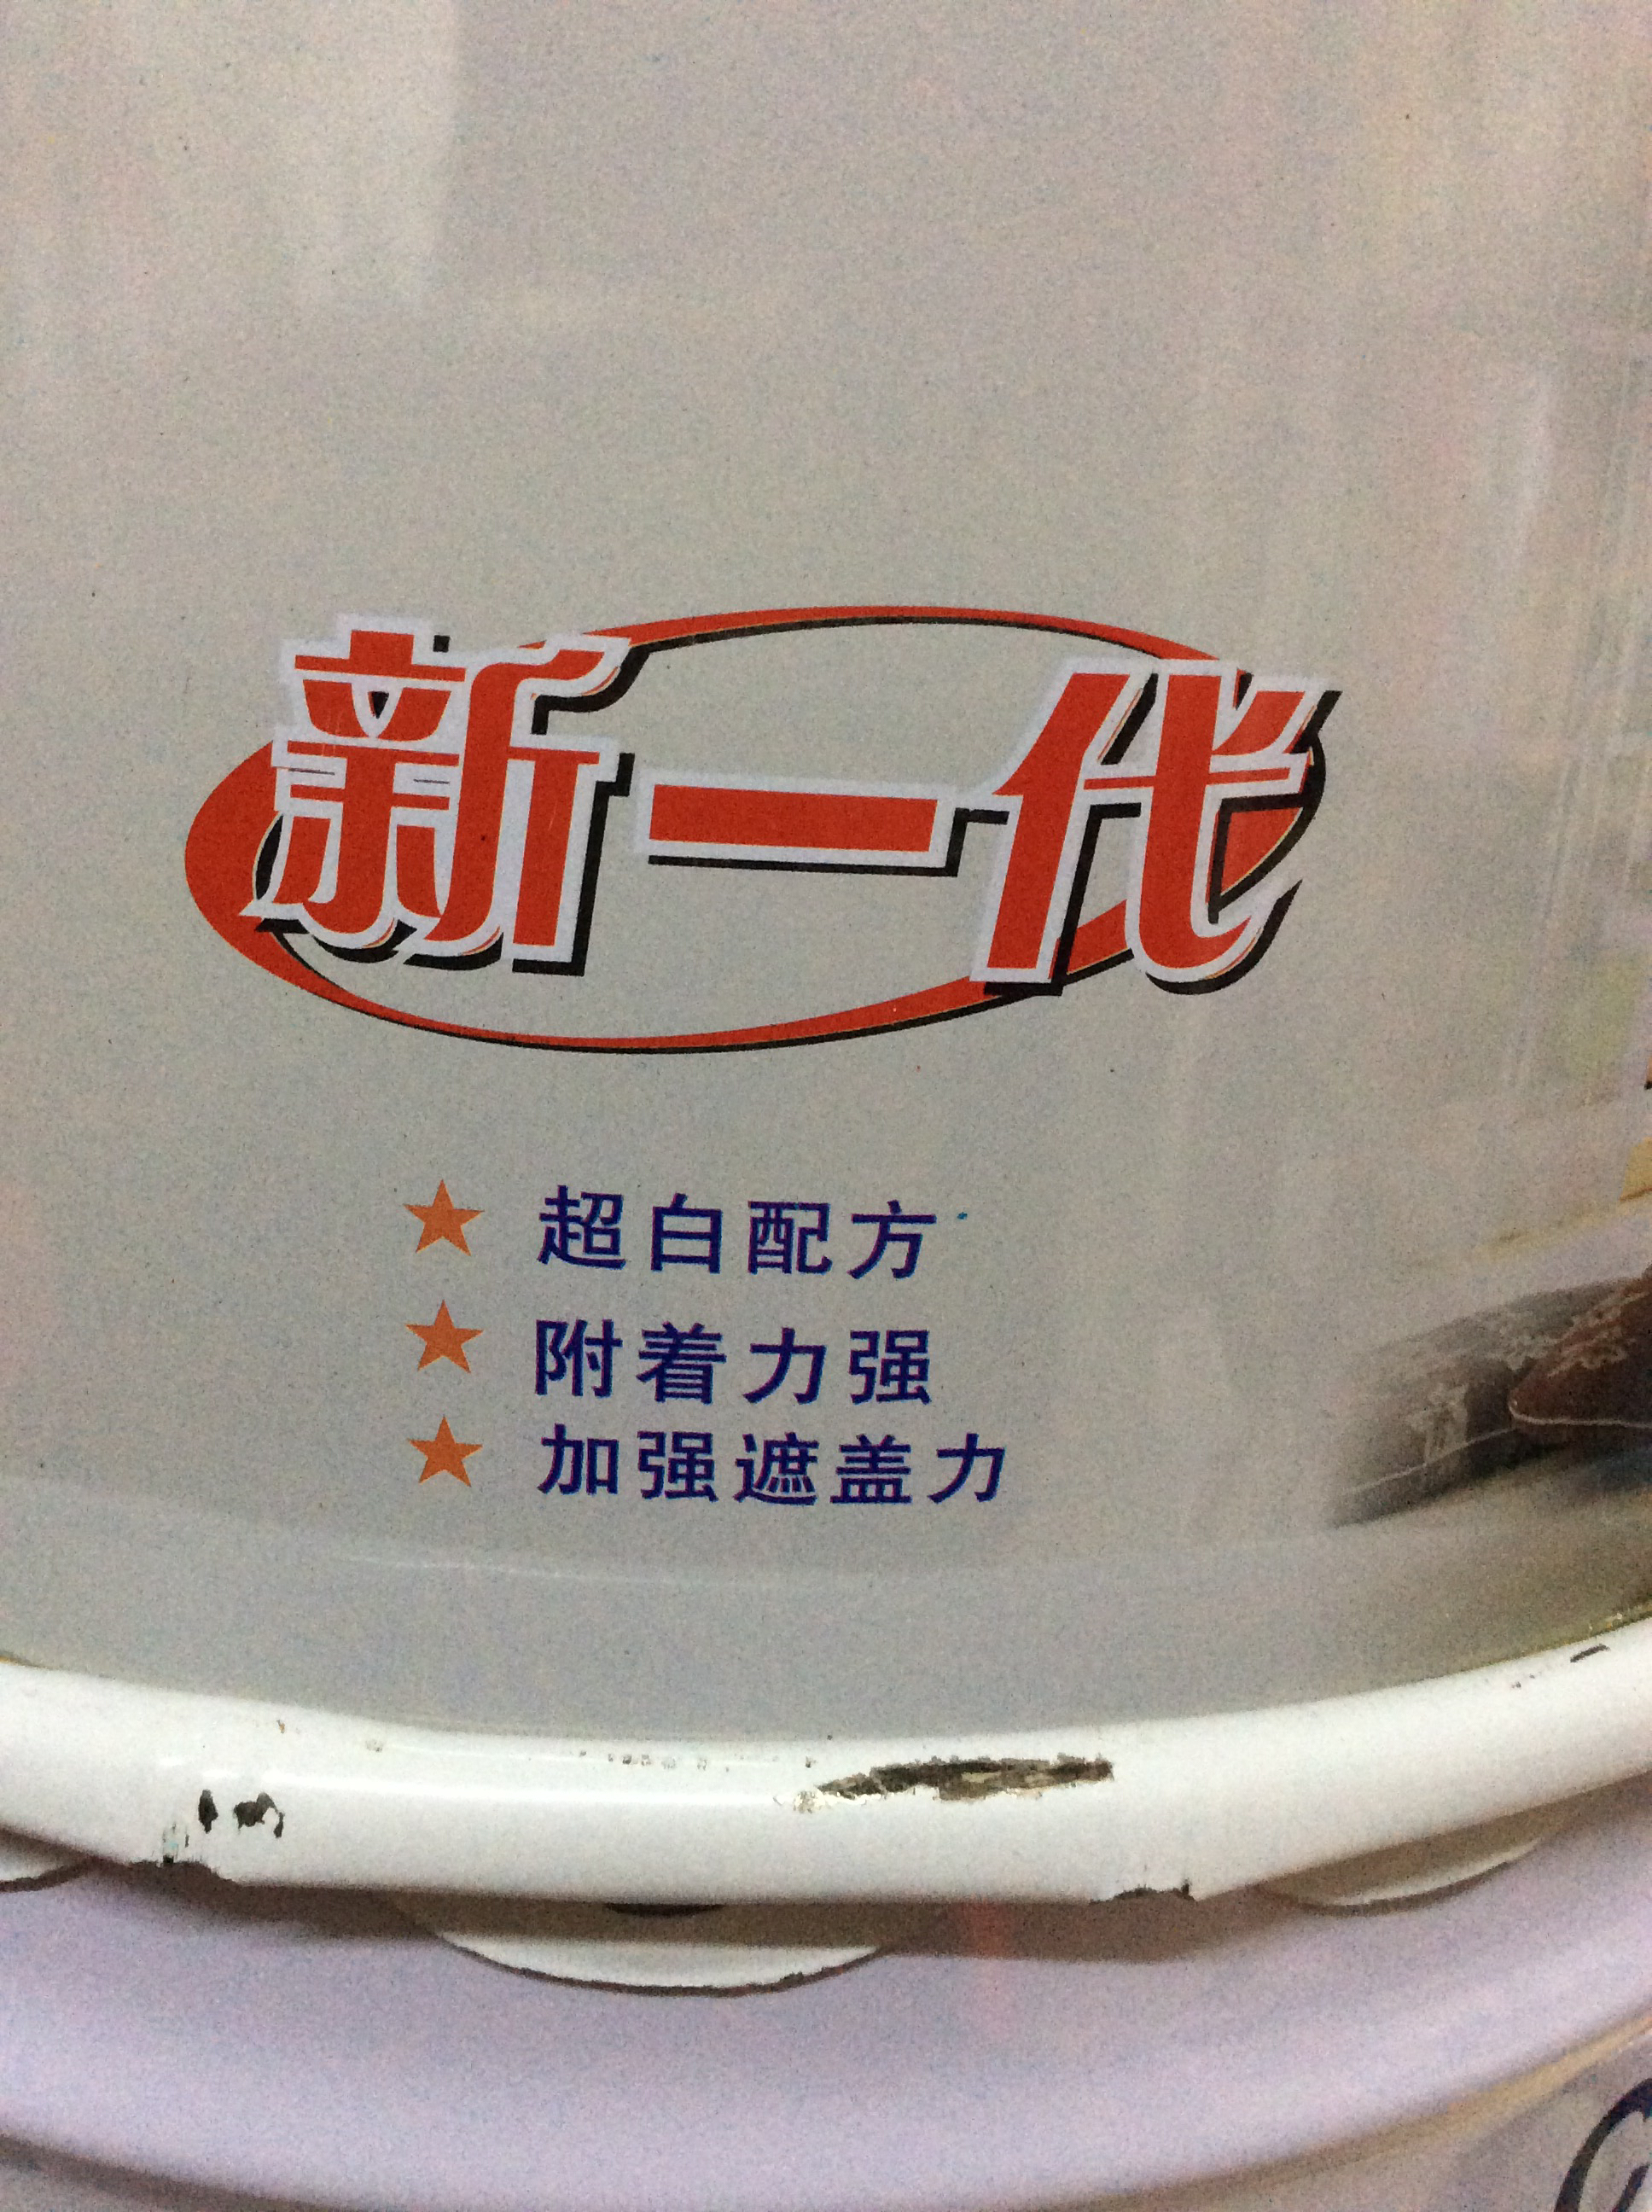 新一代
★ 超白配方
★ 附着力强
★ 加强遮盖力